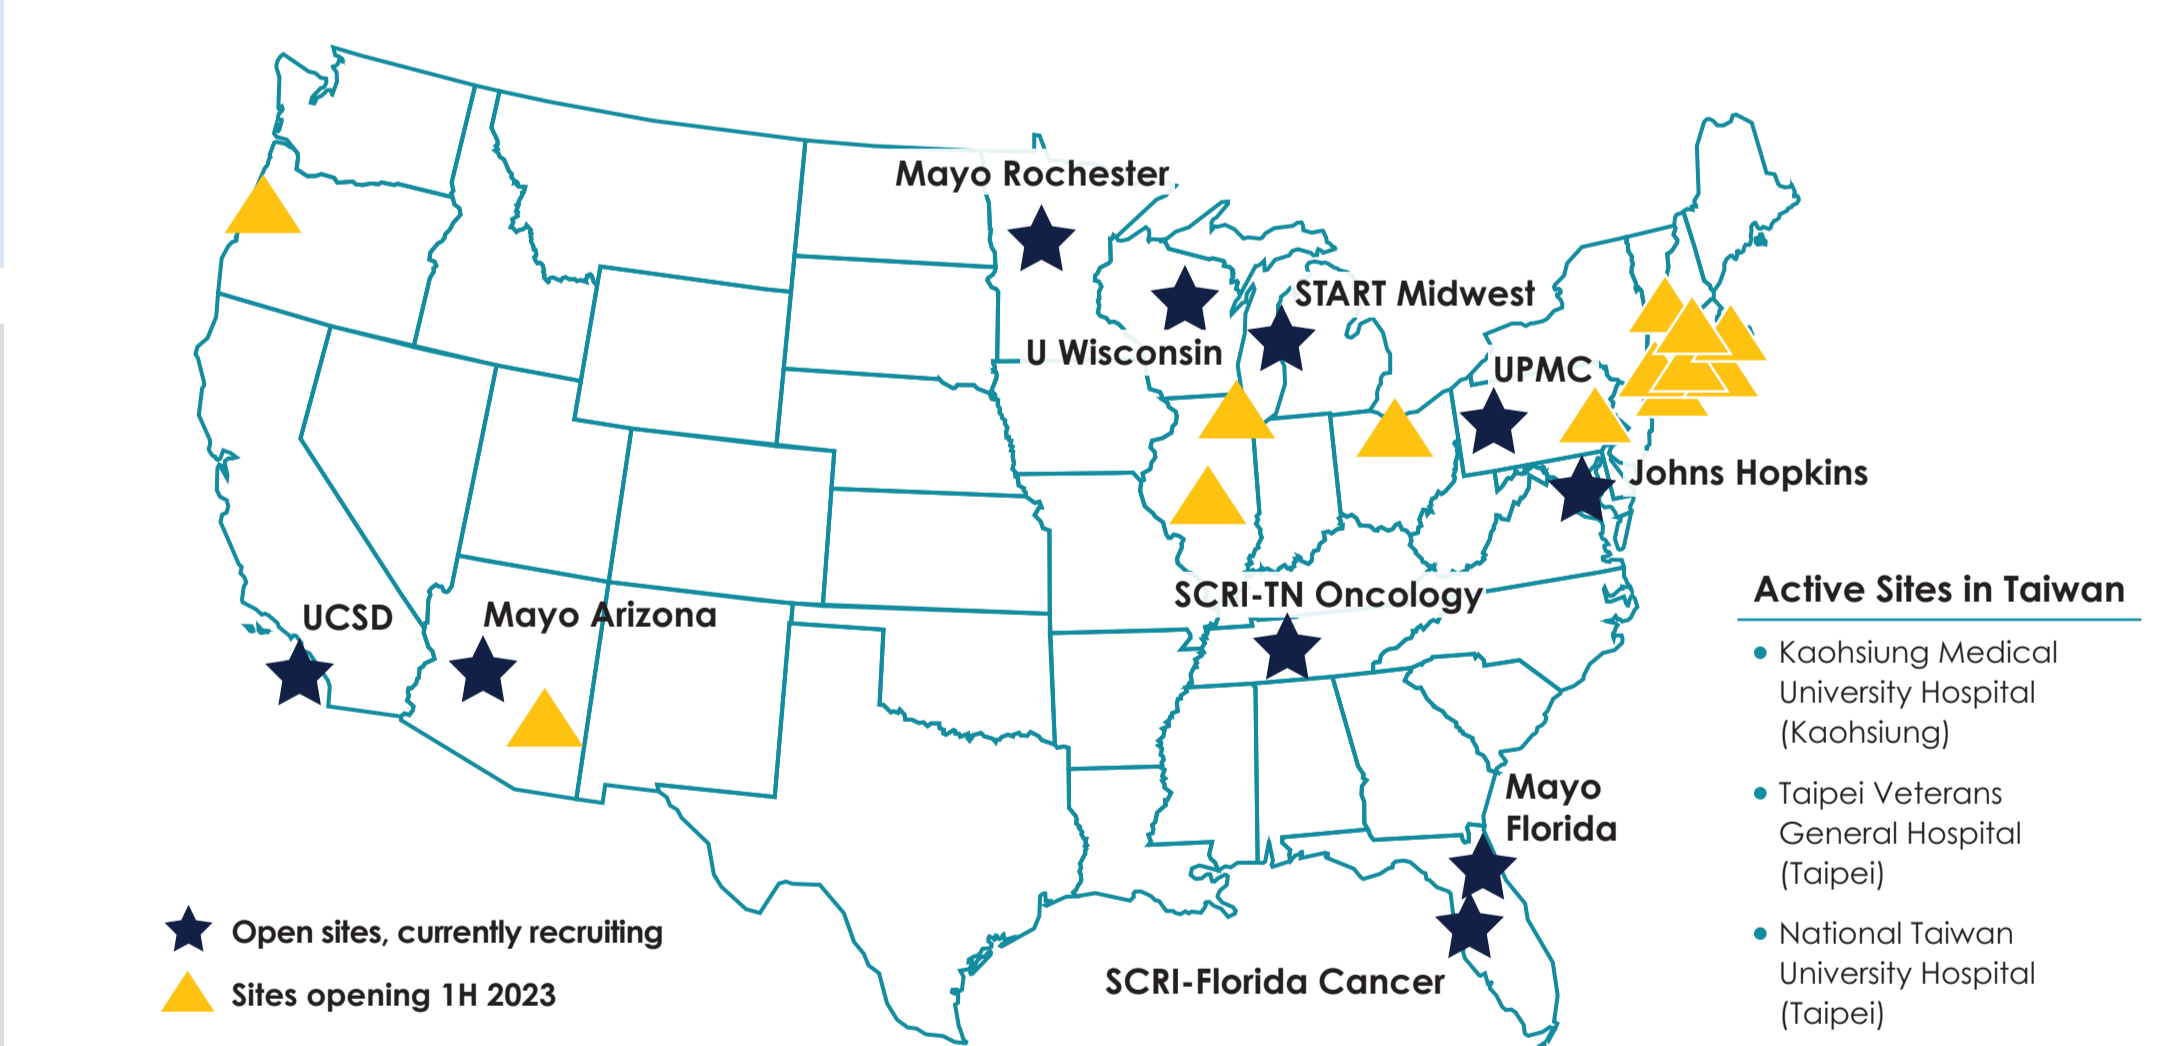 Mayo Rochester
START Midwest
U Wisconsin
UPMC
Johns Hopkins
SCRI-TN Oncology
UCSD
Mayo Arizona
Mayo
Florida
SCRI-Florida Cancer
Open sites, currently recruiting
Sites opening 1H 2023
Active Sites in Taiwan
• Kaohsiung Medical
University Hospital
(Kaohsiung)
• Taipei Veterans
General Hospital
(Taipei)
• National Taiwan
University Hospital
(Taipei)